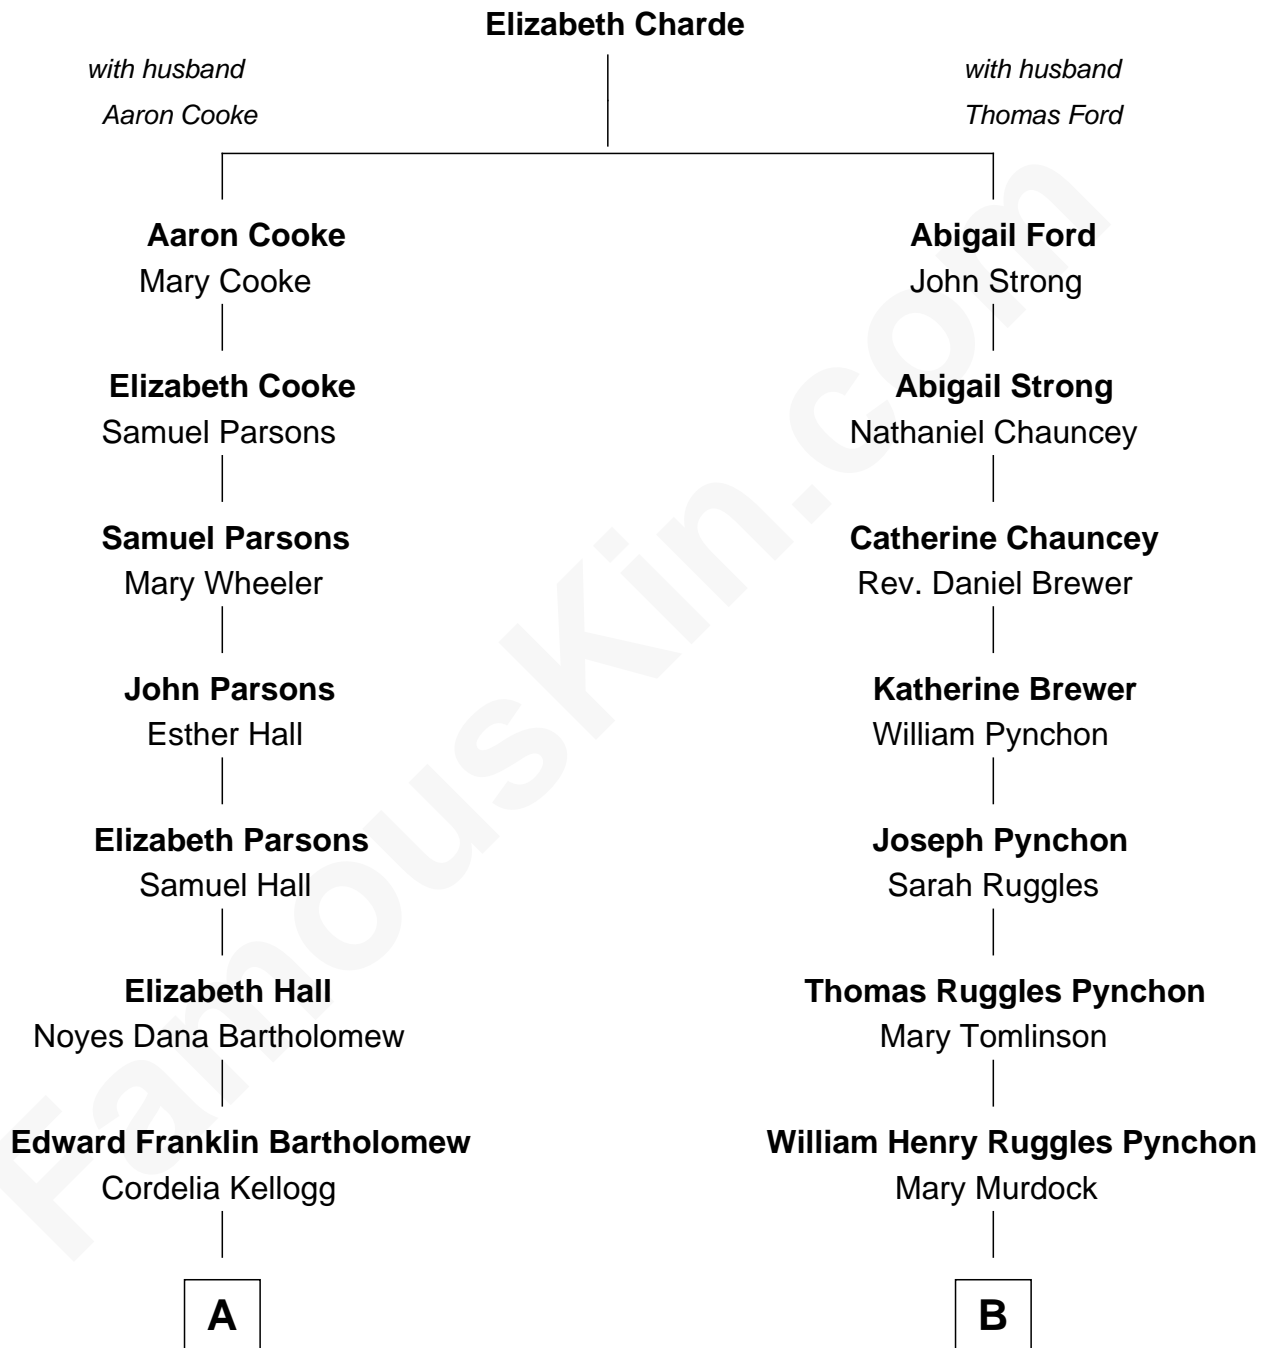 Elizabeth Charde
with husband
Aaron Cooke
with husband
Thomas Ford
Aaron Cooke
Mary Cooke
Abigail Ford
John Strong
Elizabeth Cooke
Samuel Parsons
Abigail Strong
Nathaniel Chauncey
Samuel Parsons
Mary Wheeler
Catherine Chauncey
Rev. Daniel Brewer
John Parsons
Esther Hall
Katherine Brewer
William Pynchon
Elizabeth Parsons
Samuel Hall
Joseph Pynchon
Sarah Ruggles
Elizabeth Hall
Noyes Dana Bartholomew
Thomas Ruggles Pynchon
Mary Tomlinson
Edward Franklin Bartholomew
Cordelia Kellogg
William Henry Ruggles Pynchon
Mary Murdock
A
B
FamousKin.com